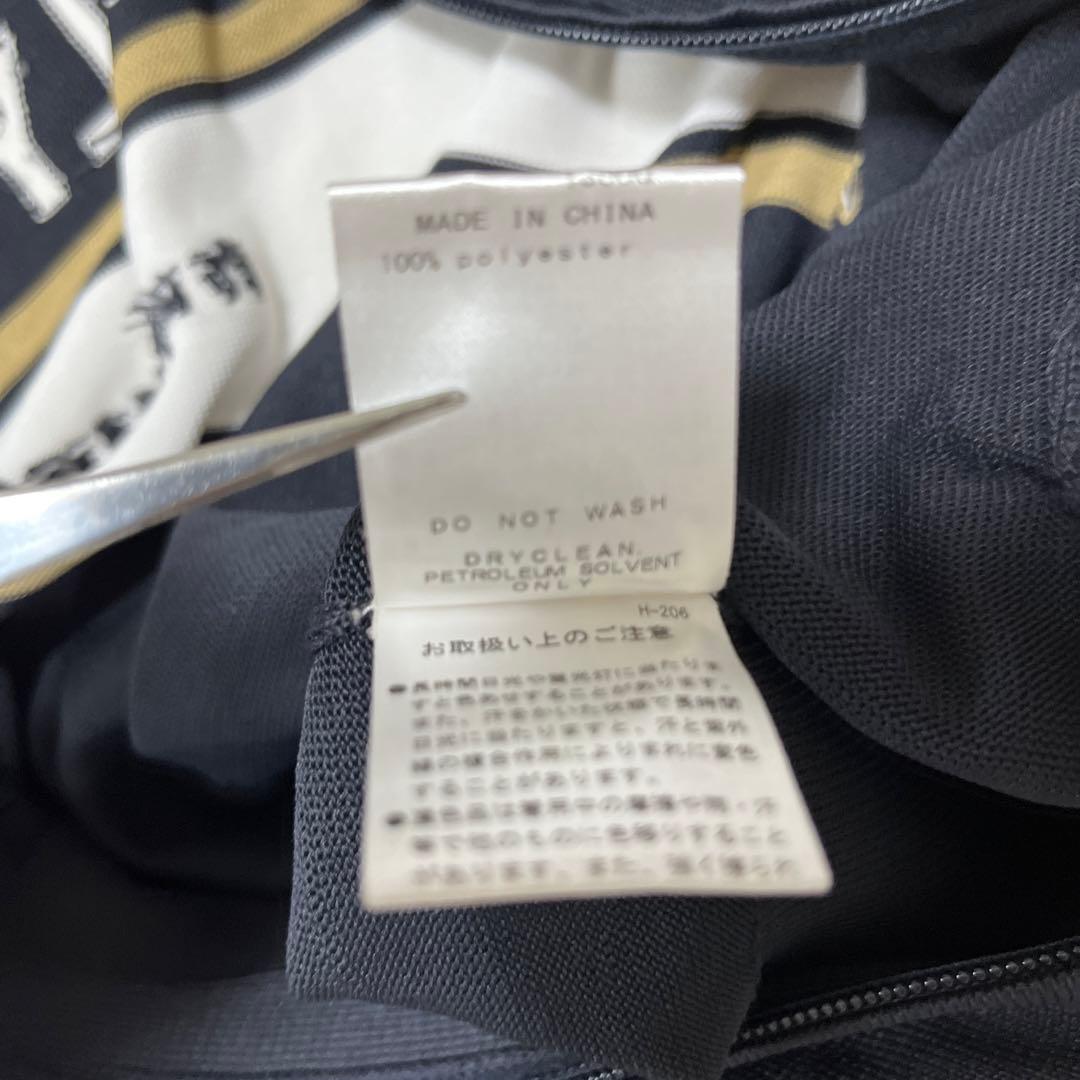 MADE IN CHINA
100% polyester
DO NOT WASH
DRYCLEAN.
PETROLEUM SOLVENT
ONLY
H-206
お取扱い上のご注意
●長時間日光や蛍光灯に当たりま
すと色あせすることがあります。
また、汗をかいた状態で長時間
日光に当たりますと、汗と紫外
線の複合作用によりまれに変色
することがあります。
●濃色品は着用中の摩擦や雨・汗
等で他のものに色移りすること
があります。また、強く擦られ